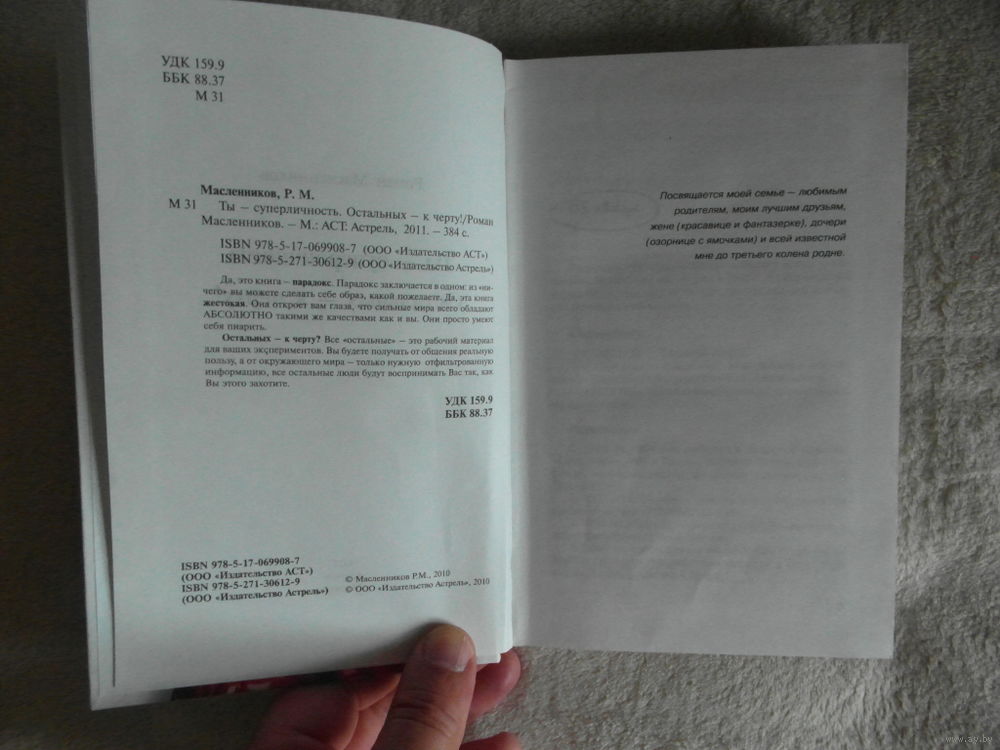 УДК 159.9
ББК 88.37
М 31
Масленников, Р. М.
М 31 Ты – суперличность. Остальных – к черту!/Роман
Масленников. – М.: АСТ: Астрель, 2011. – 384 с.
ISBN 978-5-17-069908-7 (ООО «Издательство АСТ»)
ISBN 978-5-271-30612-9 (ООО «Издательство Астрель»)
Да, это книга – парадокс. Парадокс заключается в одном: из «ни-
чего» вы можете сделать себе образ, какой пожелаете. Да, эта книга
жестокая. Она откроет вам глаза, что сильные мира всего обладают
АБСОЛЮТНО такими же качествами как и вы. Они просто умеют
себя пиарить.
Остальных – к черту? Все «остальные» – это рабочий материал
для ваших экспериментов. Вы будете получать от общения реальную
пользу, а от окружающего мира – только нужную отфильтрованную
информацию, все остальные люди будут воспринимать Вас так, как
Вы этого захотите.
УДК 159.9
ББК 88.37
ISBN 978-5-17-069908-7
(ООО «Издательство АСТ»)
ISBN 978-5-271-30612-9
(ООО «Издательство Астрель»)
© Масленников Р.М., 2010
© ООО «Издательство Астрель», 2010
Посвящается моей семье – любимым
родителям, моим лучшим друзьям,
жене (красавице и фантазерке), дочери
(озорнице с ямочками) и всей известной
мне до третьего колена родне.
www.ay.by